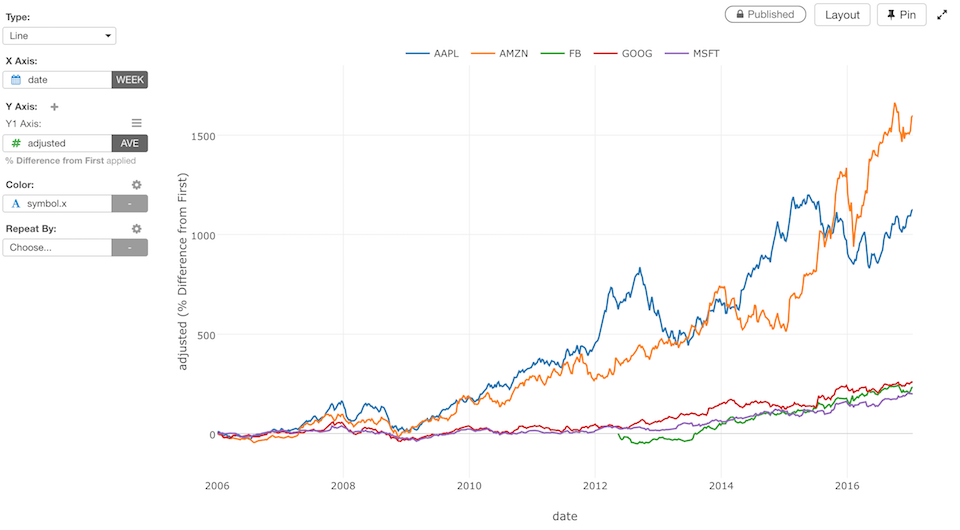 Type:
Line
X Axis:
date WEEK
Y Axis: +
Y1 Axis:
# adjusted AVE
% Difference from First applied
Color:
A symbol.x -
Repeat By:
Choose... -
Published
Layout
Pin
AAPL AMZN FB GOOG MSFT
adjusted (% Difference from First)
1500
1000
500
0
2006 2008 2010 2012 2014 2016
date